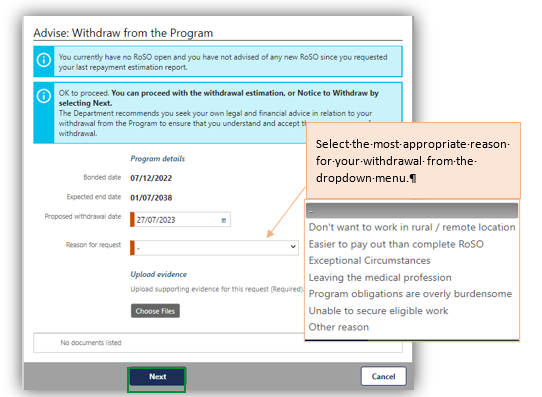 Advise: Withdraw from the Program
You currently have no RoSO open and you have not advised of any new RoSO since you requested
your last repayment estimation report.
OK to proceed. You can proceed with the withdrawal estimation, or Notice to Withdraw by
selecting Next.
The Department recommends you seek your own legal and financial advice in relation to your
withdrawal from the Program to ensure that you understand and accept the
withdrawal.
Program details
Bonded date 07/12/2022
Expected end date 01/07/2038
Proposed withdrawal date 27/07/2023
Reason for request -
Upload evidence
Upload supporting evidence for this request (Required).
Choose Files
No documents listed
Next
Cancel
Select·the·most·appropriate·reason·
for·your·withdrawal·from·the·
dropdown·menu.¶
-
Don't want to work in rural / remote location
Easier to pay out than complete RoSO
Exceptional Circumstances
Leaving the medical profession
Program obligations are overly burdensome
Unable to secure eligible work
Other reason